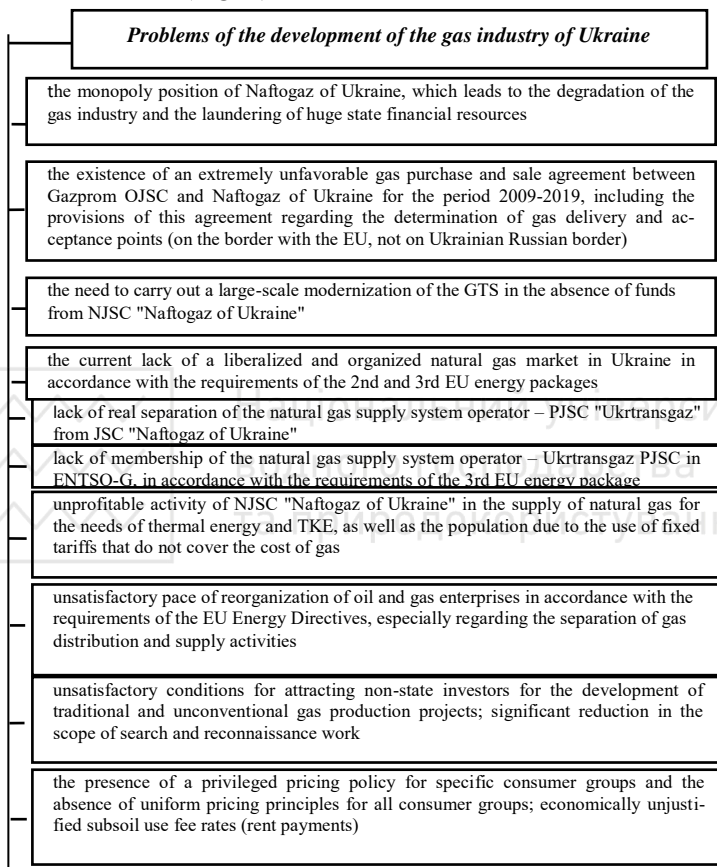 Problems of the development of the gas industry of Ukraine
the monopoly position of Naftogaz of Ukraine, which leads to the degradation of the
gas industry and the laundering of huge state financial resources
the existence of an extremely unfavorable gas purchase and sale agreement between
Gazprom OJSC and Naftogaz of Ukraine for the period 2009-2019, including the
provisions of this agreement regarding the determination of gas delivery and ac-
ceptance points (on the border with the EU, not on Ukrainian Russian border)
the need to carry out a large-scale modernization of the GTS in the absence of funds
from NJSC "Naftogaz of Ukraine"
the current lack of a liberalized and organized natural gas market in Ukraine in
accordance with the requirements of the 2nd and 3rd EU energy packages
lack of real separation of the natural gas supply system operator – PJSC "Ukrtransgaz"
from JSC "Naftogaz of Ukraine"
lack of membership of the natural gas supply system operator – Ukrtransgaz PJSC in
ENTSO-G, in accordance with the requirements of the 3rd EU energy package
unprofitable activity of NJSC "Naftogaz of Ukraine" in the supply of natural gas for
the needs of thermal energy and TKE, as well as the population due to the use of fixed
tariffs that do not cover the cost of gas
unsatisfactory pace of reorganization of oil and gas enterprises in accordance with the
requirements of the EU Energy Directives, especially regarding the separation of gas
distribution and supply activities
unsatisfactory conditions for attracting non-state investors for the development of
traditional and unconventional gas production projects; significant reduction in the
scope of search and reconnaissance work
the presence of a privileged pricing policy for specific consumer groups and the
absence of uniform pricing principles for all consumer groups; economically unjusti-
fied subsoil use fee rates (rent payments)